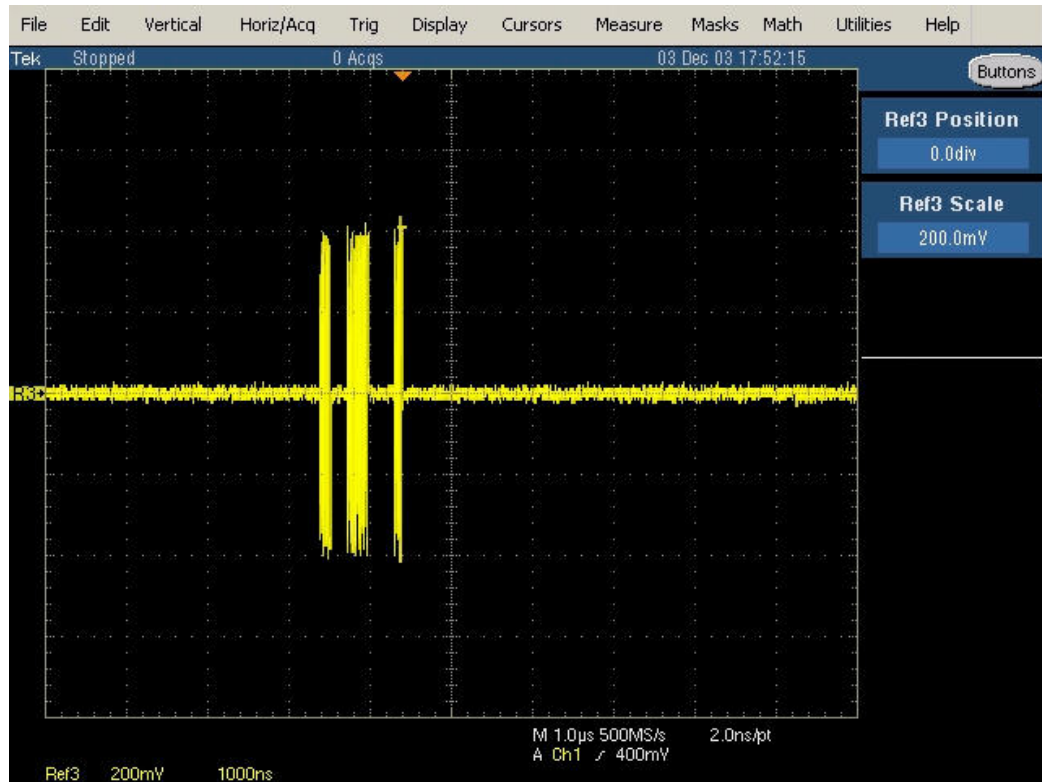 File Edit Vertical Horiz/Acq Trig Display Cursors Measure Masks Math Utilities Help
Tek Stopped 0 Acqs 03 Dec 03 17:52:15
Buttons
Ref3 Position
0.0div
Ref3 Scale
200.0mV
R3
M 1.0µs 500MS/s 2.0ns/pt
A Ch1 ∕ 400mV
Ref3 200mV 1000ns